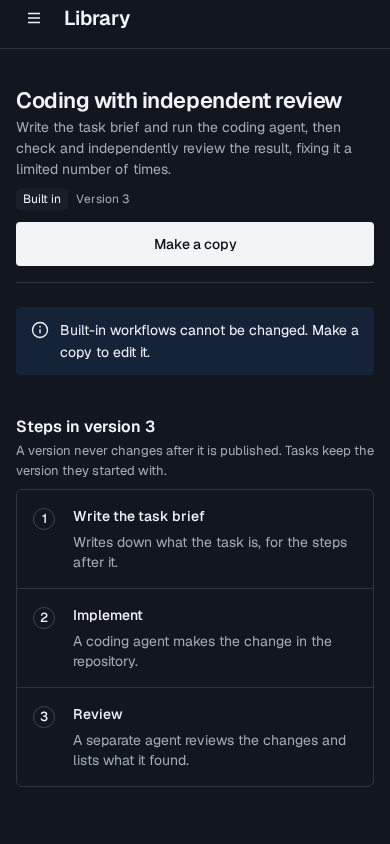 Library
Coding with independent review
Write the task brief and run the coding agent, then
check and independently review the result, fixing it a
limited number of times.
Built in Version 3
Make a copy
Built-in workflows cannot be changed. Make a
copy to edit it.
Steps in version 3
A version never changes after it is published. Tasks keep the
version they started with.
1 Write the task brief
Writes down what the task is, for the steps
after it.
2 Implement
A coding agent makes the change in the
repository.
3 Review
A separate agent reviews the changes and
lists what it found.